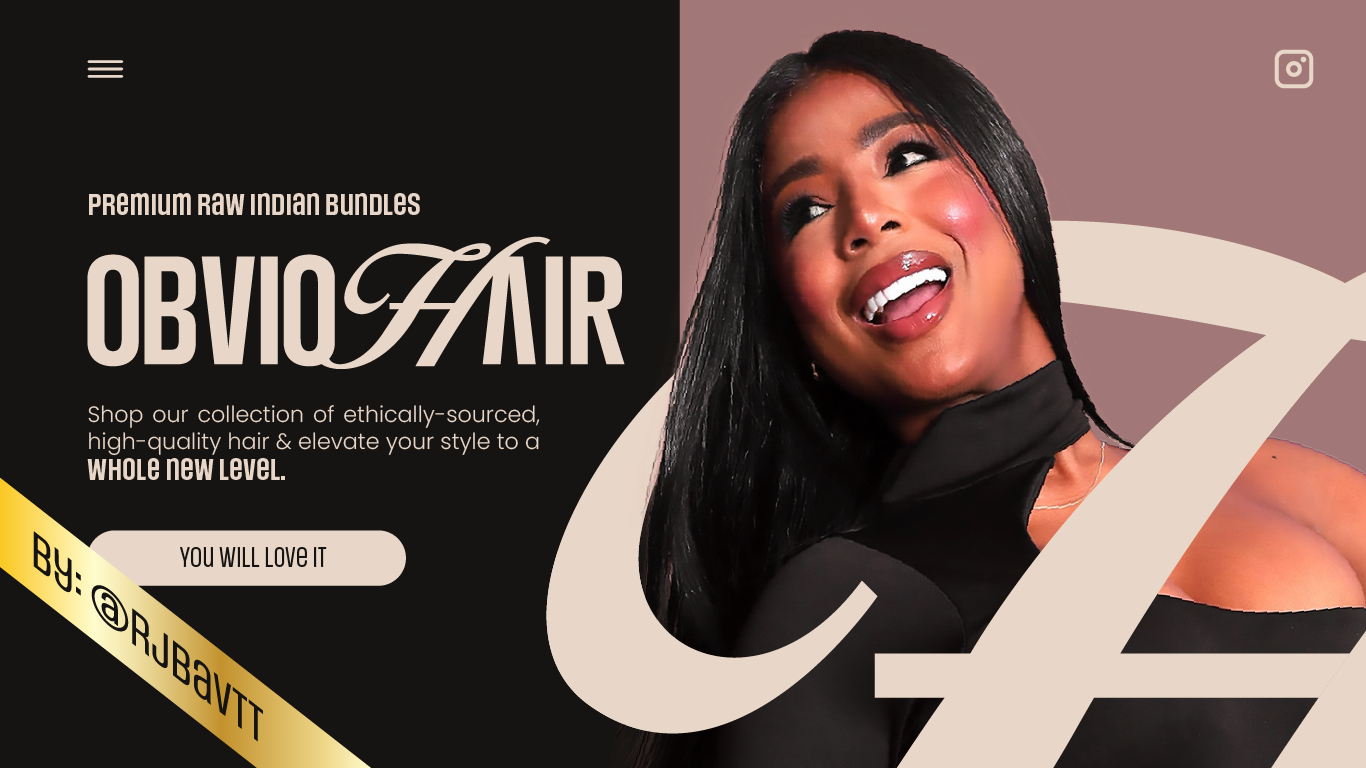 Premium Raw Indian Bundles
OBVIOHAIR
Shop our collection of ethically-sourced,
high-quality hair & elevate your style to a
whole new level.
You will love it
By: @RJBavTT
H